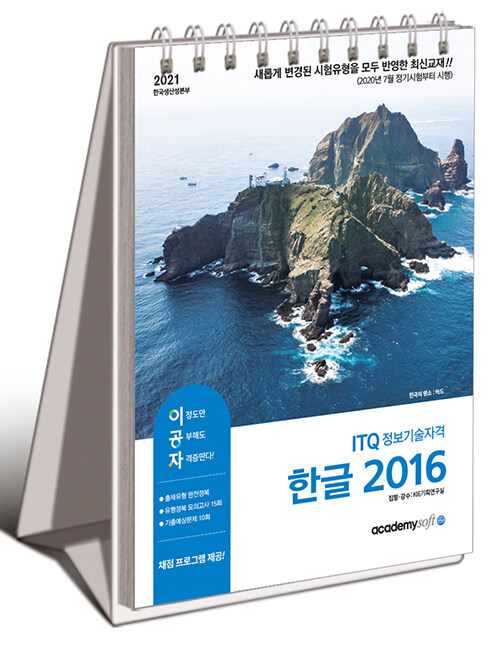 2021
한국생산성본부
새롭게 변경된 시험유형을 모두 반영한 최신교재!!
(2020년 7월 정기시험부터 시행)
한국의 명소 : 독도
이 정도만
공 부해도
자 격증딴다!
● 출제유형 완전정복
● 유형정복 모의고사 15회
● 기출예상문제 10회
채점 프로그램 제공!
ITQ 정보기술자격
한글 2016
집필·감수 : KIE기획연구실
academysoft